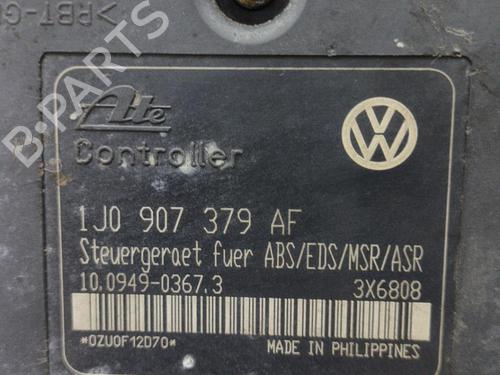 >RBT-G
Ate
Controller
1J0 907 379 AF
Steuergeraet fuer ABS/EDS/MSR/ASR
10.0949-0367.3 3X6808
*0ZU0F12D70*
MADE IN PHILIPPINES
B-PARTS